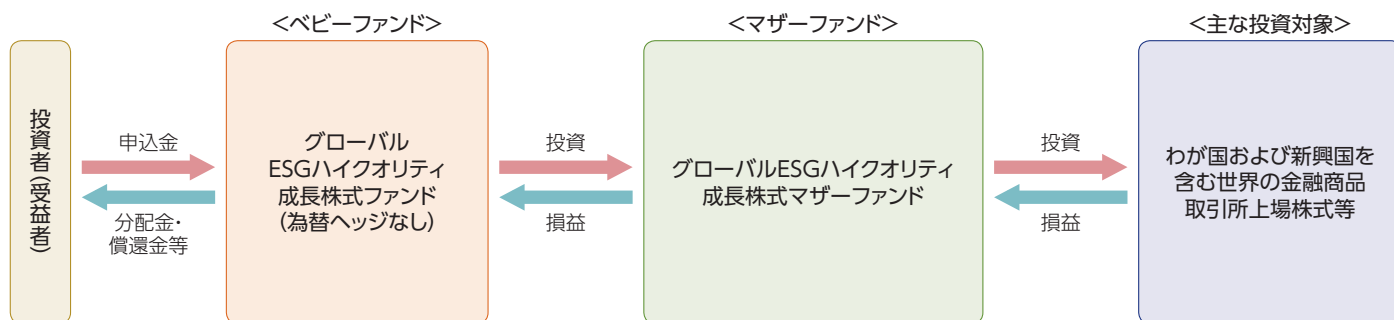 <ベビーファンド>
<マザーファンド>
<主な投資対象>
投資者(受益者)
申込金
分配金・
償還金等
グローバル
ESGハイクオリティ
成長株式ファンド
(為替ヘッジなし)
投資
損益
グローバルESGハイクオリティ
成長株式マザーファンド
投資
損益
わが国および新興国を
含む世界の金融商品
取引所上場株式等